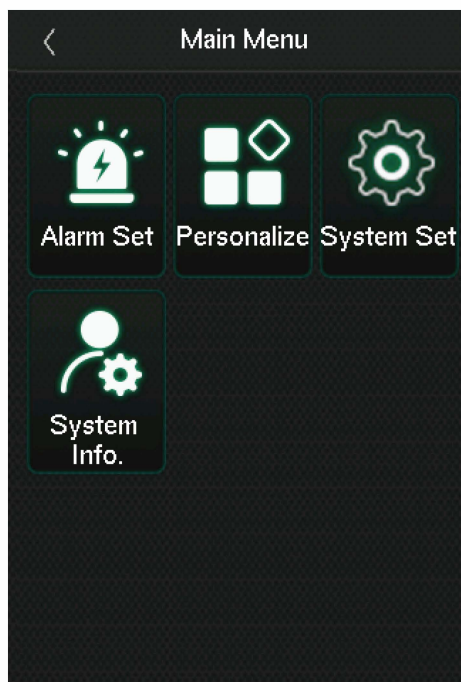 Main Menu
Alarm Set
Personalize
System Set
System
Info.